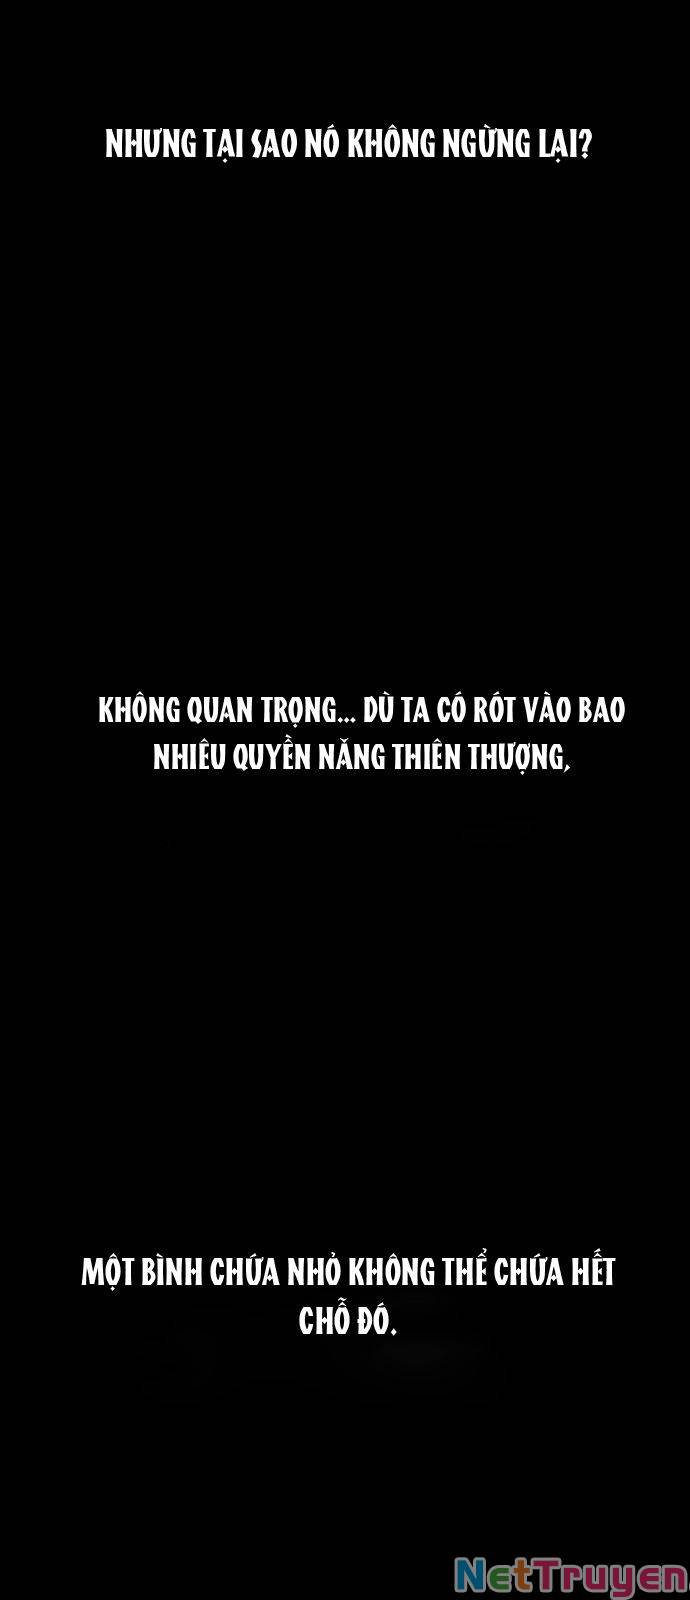 NHƯNG TẠI SAO NÓ KHÔNG NGỪNG LẠI?
KHÔNG QUAN TRỌNG... DÙ TA CÓ RÓT VÀO BAO
NHIÊU QUYỀN NĂNG THIÊN THƯỢNG,
MỘT BÌNH CHỨA NHỎ KHÔNG THỂ CHỨA HẾT
CHỖ ĐÓ.
NetTruyen